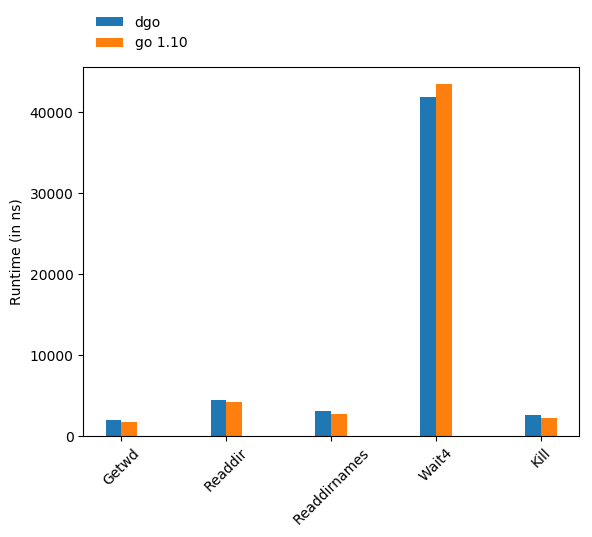 dgo
go 1.10
Runtime (in ns)
40000
30000
20000
10000
0
Getwd
Readdir
Readdirnames
Wait4
Kill